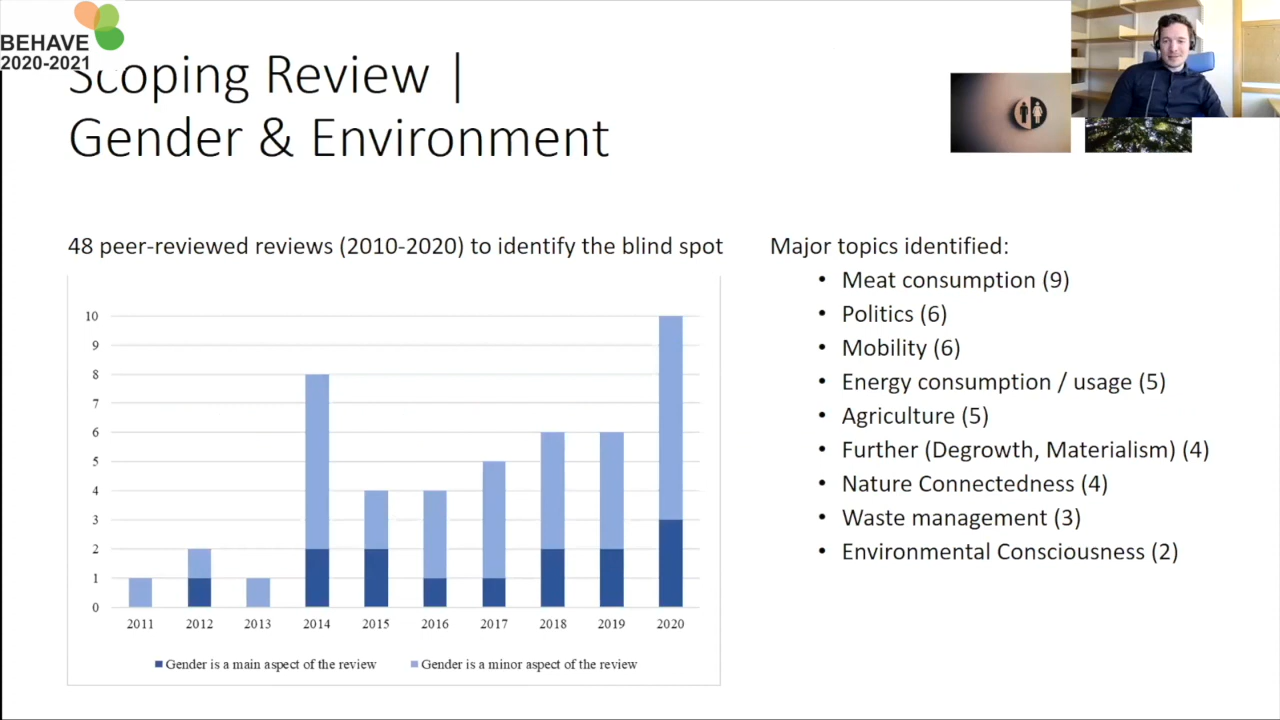 BEHAVE
2020-2021
Scoping Review |
Gender & Environment
48 peer-reviewed reviews (2010-2020) to identify the blind spot
10
9
8
7
6
5
4
3
2
1
0
2011 2012 2013 2014 2015 2016 2017 2018 2019 2020
Gender is a main aspect of the review Gender is a minor aspect of the review
Major topics identified:
• Meat consumption (9)
• Politics (6)
• Mobility (6)
• Energy consumption / usage (5)
• Agriculture (5)
• Further (Degrowth, Materialism) (4)
• Nature Connectedness (4)
• Waste management (3)
• Environmental Consciousness (2)